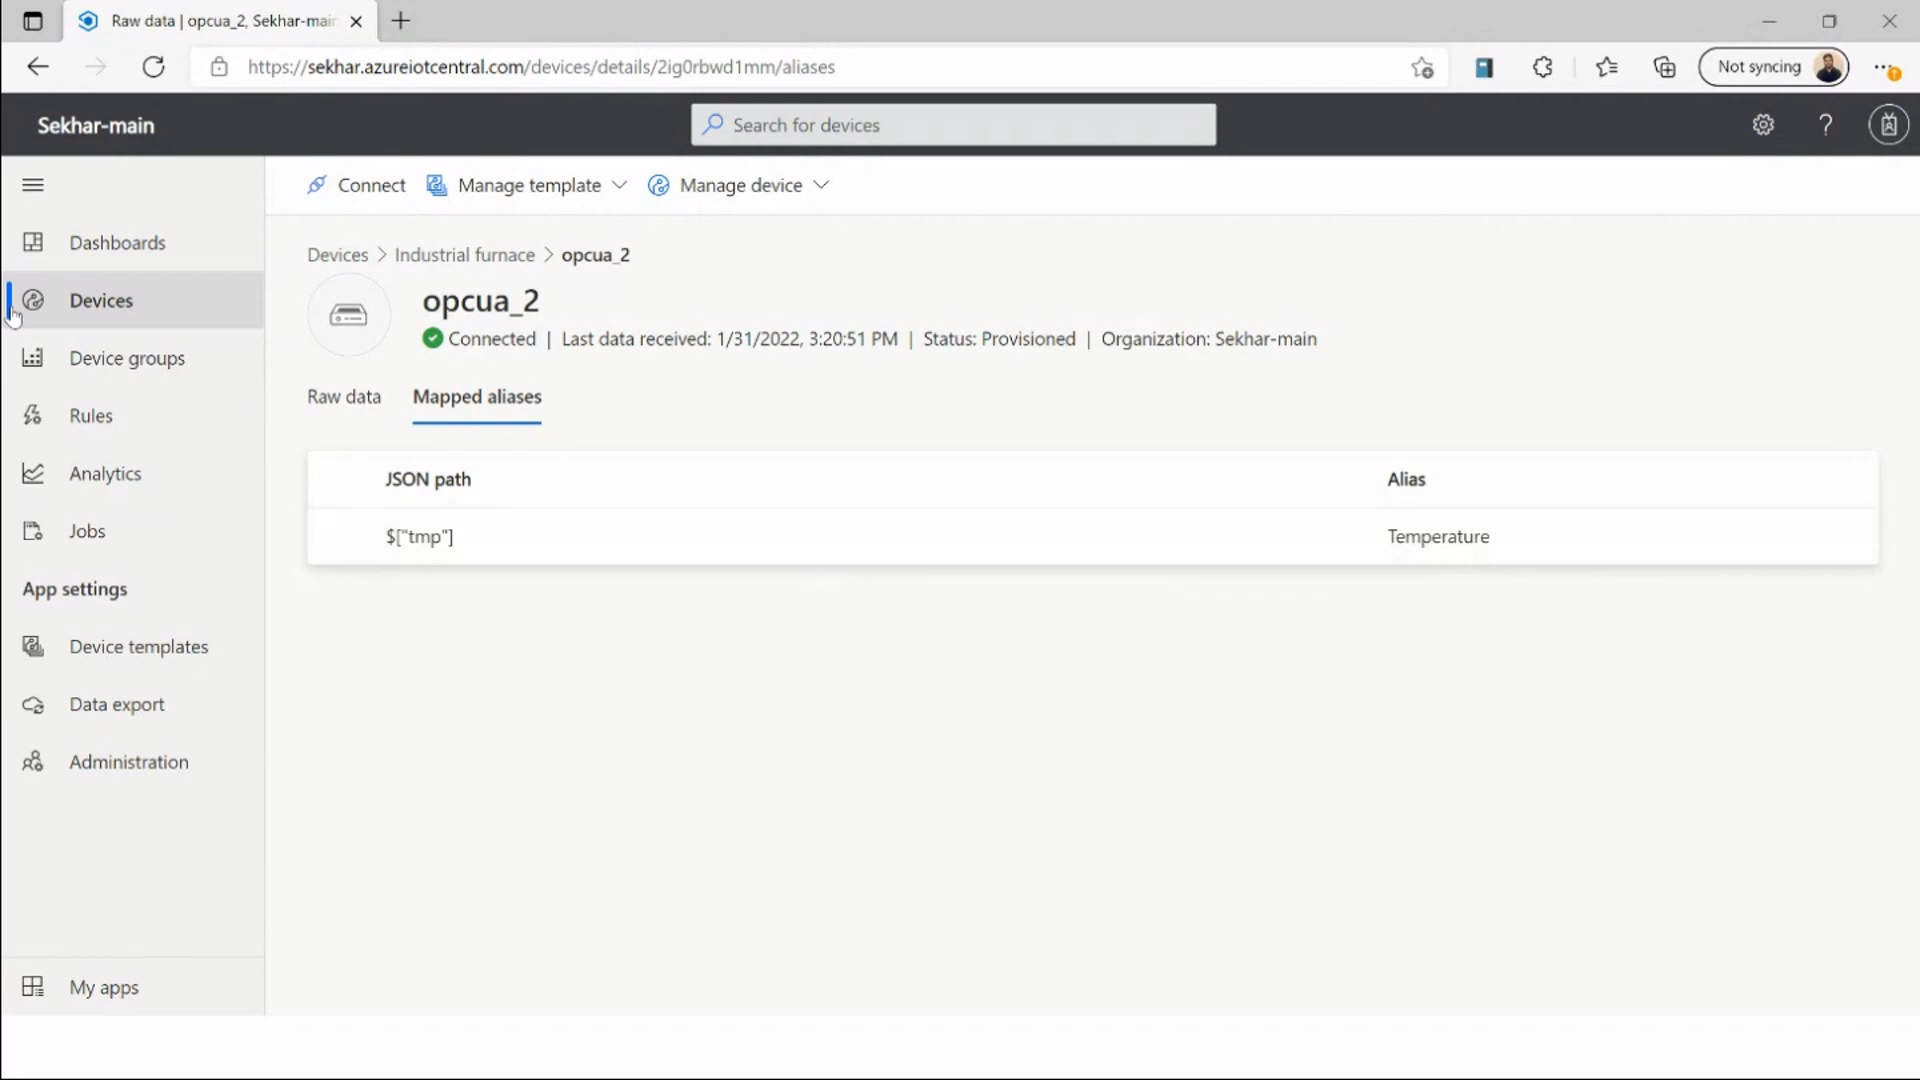 Raw data | opcua_2, Sekhar-main
https://sekhar.azureiotcentral.com/devices/details/2ig0rbwd1mm/aliases
Not syncing
Sekhar-main
Search for devices
Connect
Manage template
Manage device
Dashboards
Devices
Device groups
Rules
Analytics
Jobs
App settings
Device templates
Data export
Administration
My apps
Devices > Industrial furnace > opcua_2
opcua_2
Connected | Last data received: 1/31/2022, 3:20:51 PM | Status: Provisioned | Organization: Sekhar-main
Raw data
Mapped aliases
JSON path
Alias
$["tmp"]
Temperature